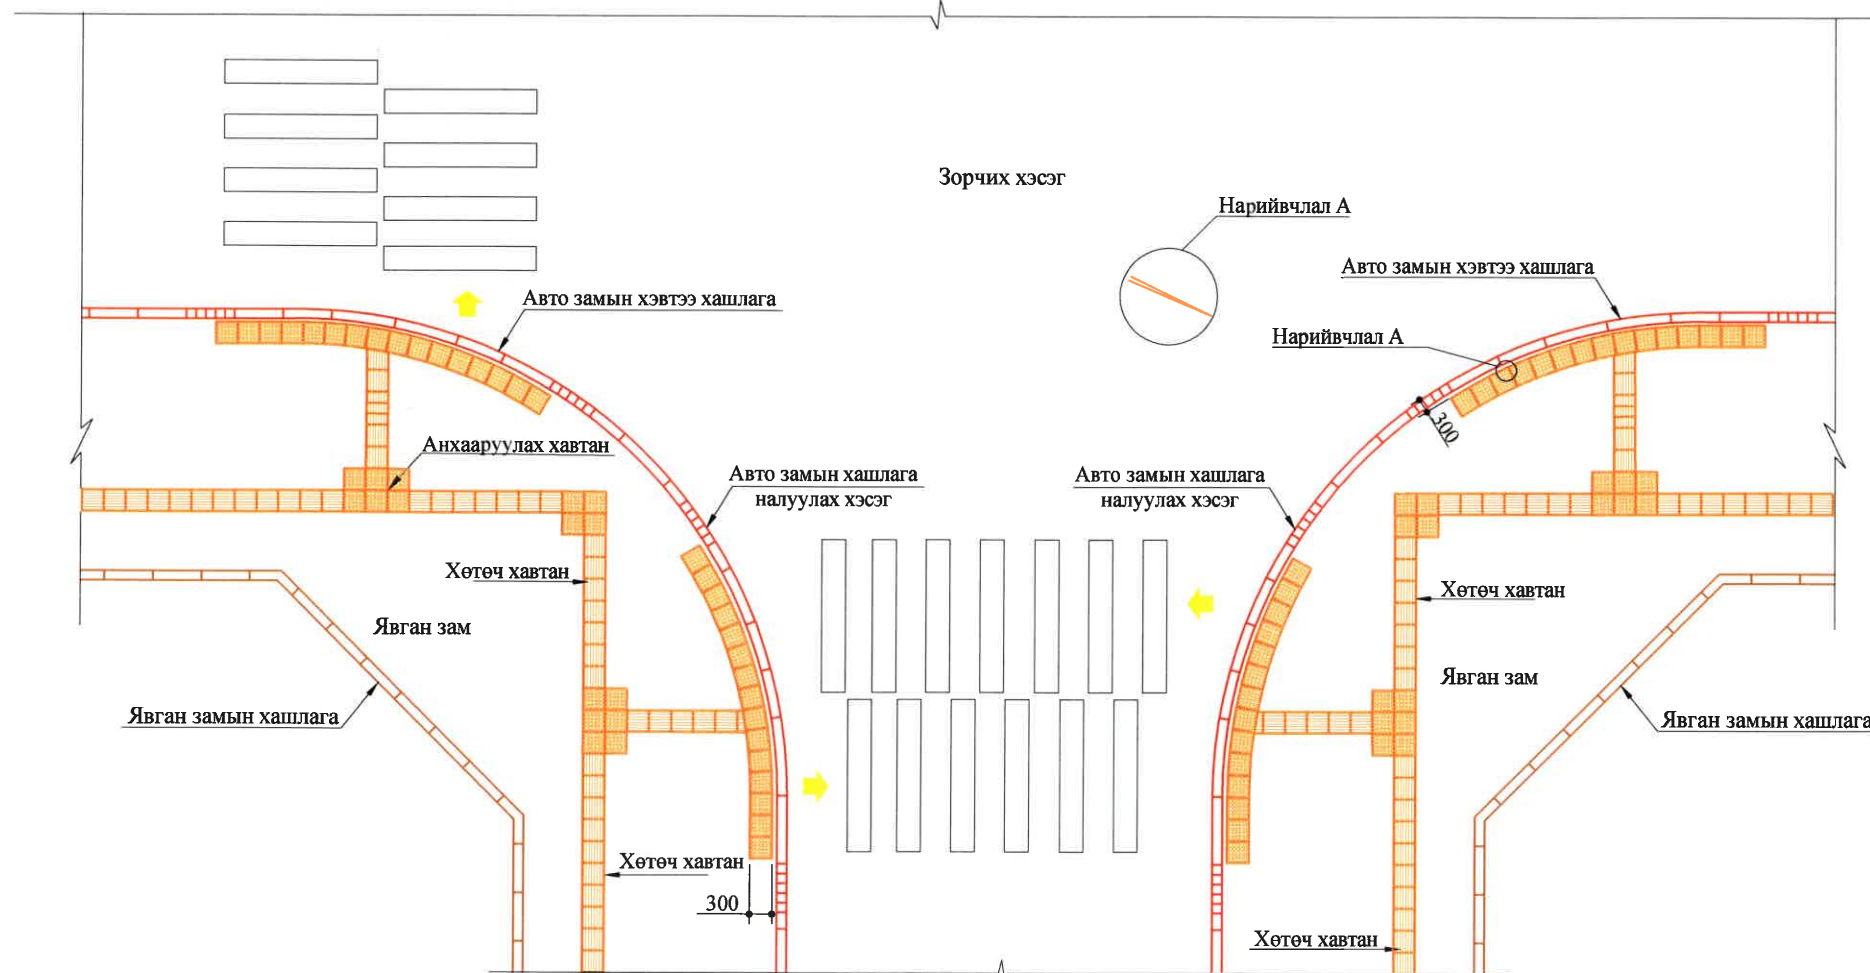 Зорчих хэсэг
Нарийвчлал А
Авто замын хэвтээ хашлага
Авто замын хэвтээ хашлага
Нарийвчлал А
300
Анхааруулах хавтан
Авто замын хашлага
налуулах хэсэг
Авто замын хашлага
налуулах хэсэг
Хөтөч хавтан
Хөтөч хавтан
Явган зам
Явган зам
Явган замын хашлага
Явган замын хашлага
Хөтөч хавтан
300
Хөтөч хавтан